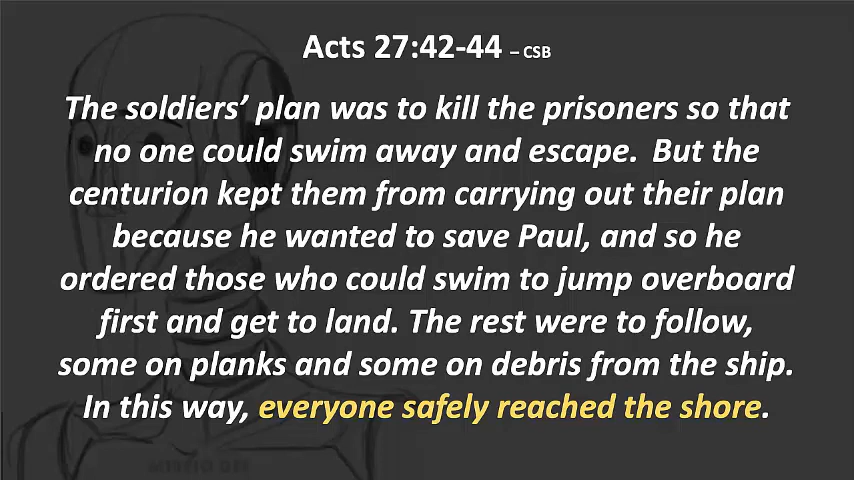 Acts 27:42-44 – CSB
The soldiers’ plan was to kill the prisoners so that
no one could swim away and escape.  But the
centurion kept them from carrying out their plan
because he wanted to save Paul, and so he
ordered those who could swim to jump overboard
first and get to land. The rest were to follow,
some on planks and some on debris from the ship.
In this way, everyone safely reached the shore.